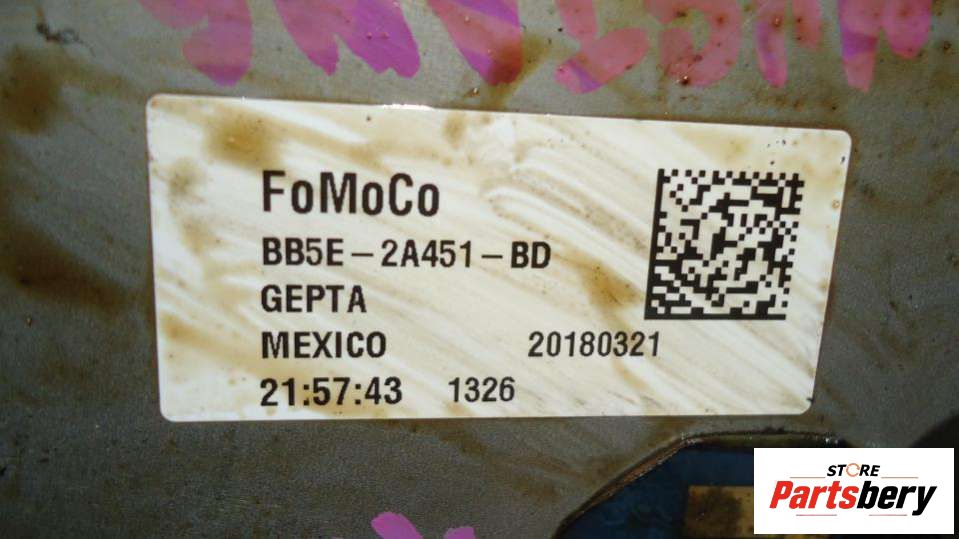 FoMoCo
BB5E-2A451-BD
GEPTA
MEXICO 20180321
21:57:43 1326
STORE
Partsbery